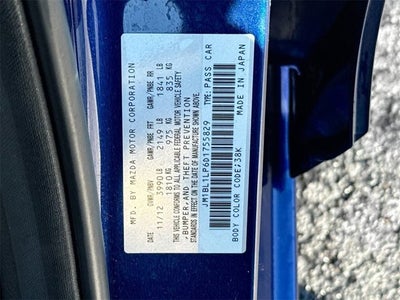 MFD. BY MAZDA MOTOR CORPORATION
GVWR/PNBV GAWR/PNBE FRT GAWR/PNBE RR
11/12 3990 LB 2149 LB 1841 LB
1810 KG 975 KG 835 KG
THIS VEHICLE CONFORMS TO ALL APPLICABLE FEDERAL MOTOR VEHICLE SAFETY
,BUMPER,AND THEFT PREVENTION
STANDARDS IN EFFECT ON THE DATE OF MANUFACTURE SHOWN ABOVE.
JM1BL1LP6D1755829 TYPE: PASS CAR
BODY COLOR CODE:38K MADE IN JAPAN